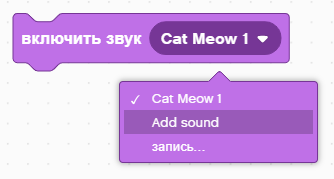 включить звук Cat Meow 1
✓ Cat Meow 1
Add sound
запись...